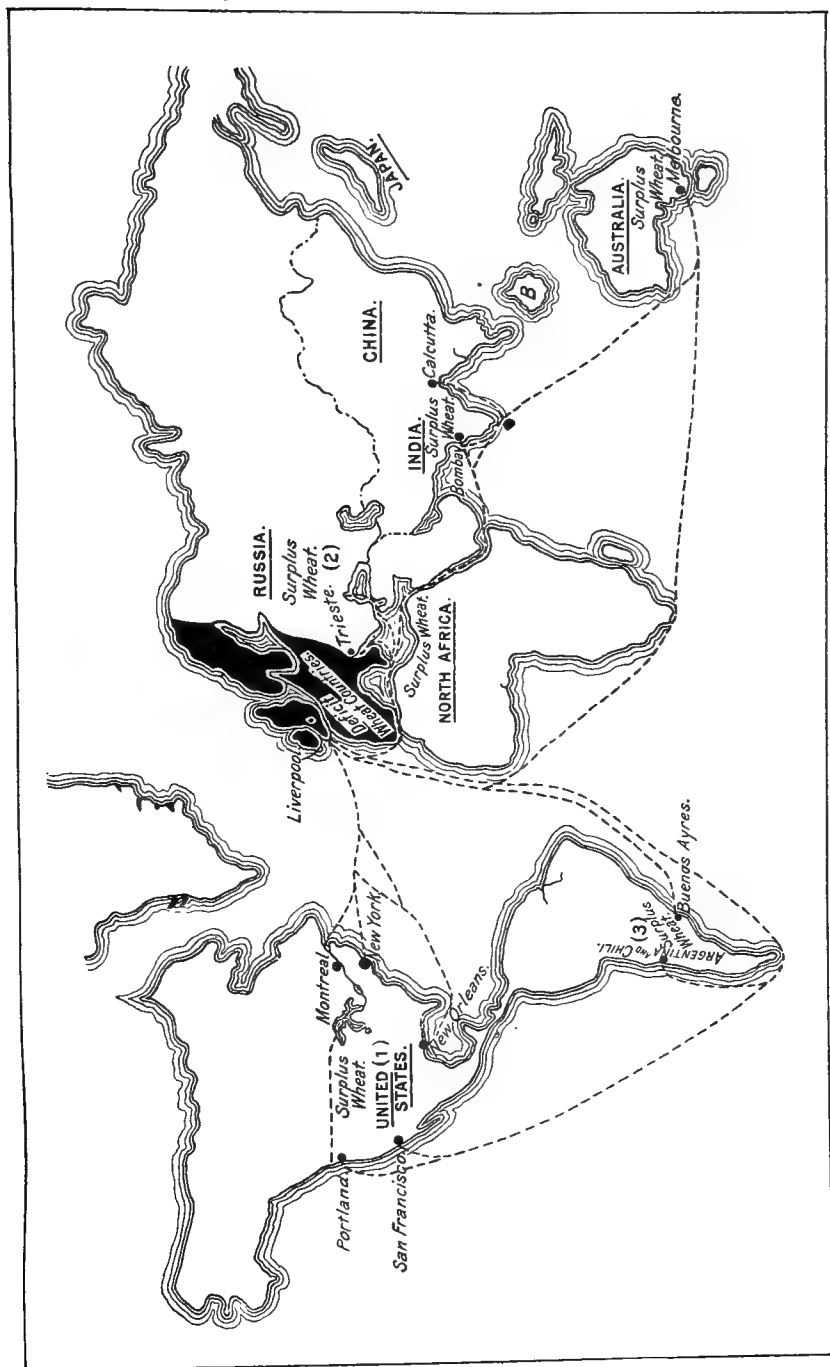 Portland.
San Francisco.
Surplus
Wheat.
UNITED (1)
STATES.
Montreal.
New York.
New Orleans.
(3)
Surplus
Wheat.
ARGENTINA AND CHILI.
Buenos Ayres.
Liverpool.
Deficit
Wheat Countries.
RUSSIA.
Surplus
Wheat.
(2)
Trieste.
Surplus Wheat.
NORTH AFRICA.
CHINA.
INDIA.
Surplus
Wheat.
Bombay
Calcutta.
JAPAN.
B
AUSTRALIA.
Surplus
Wheat.
Melbourne.